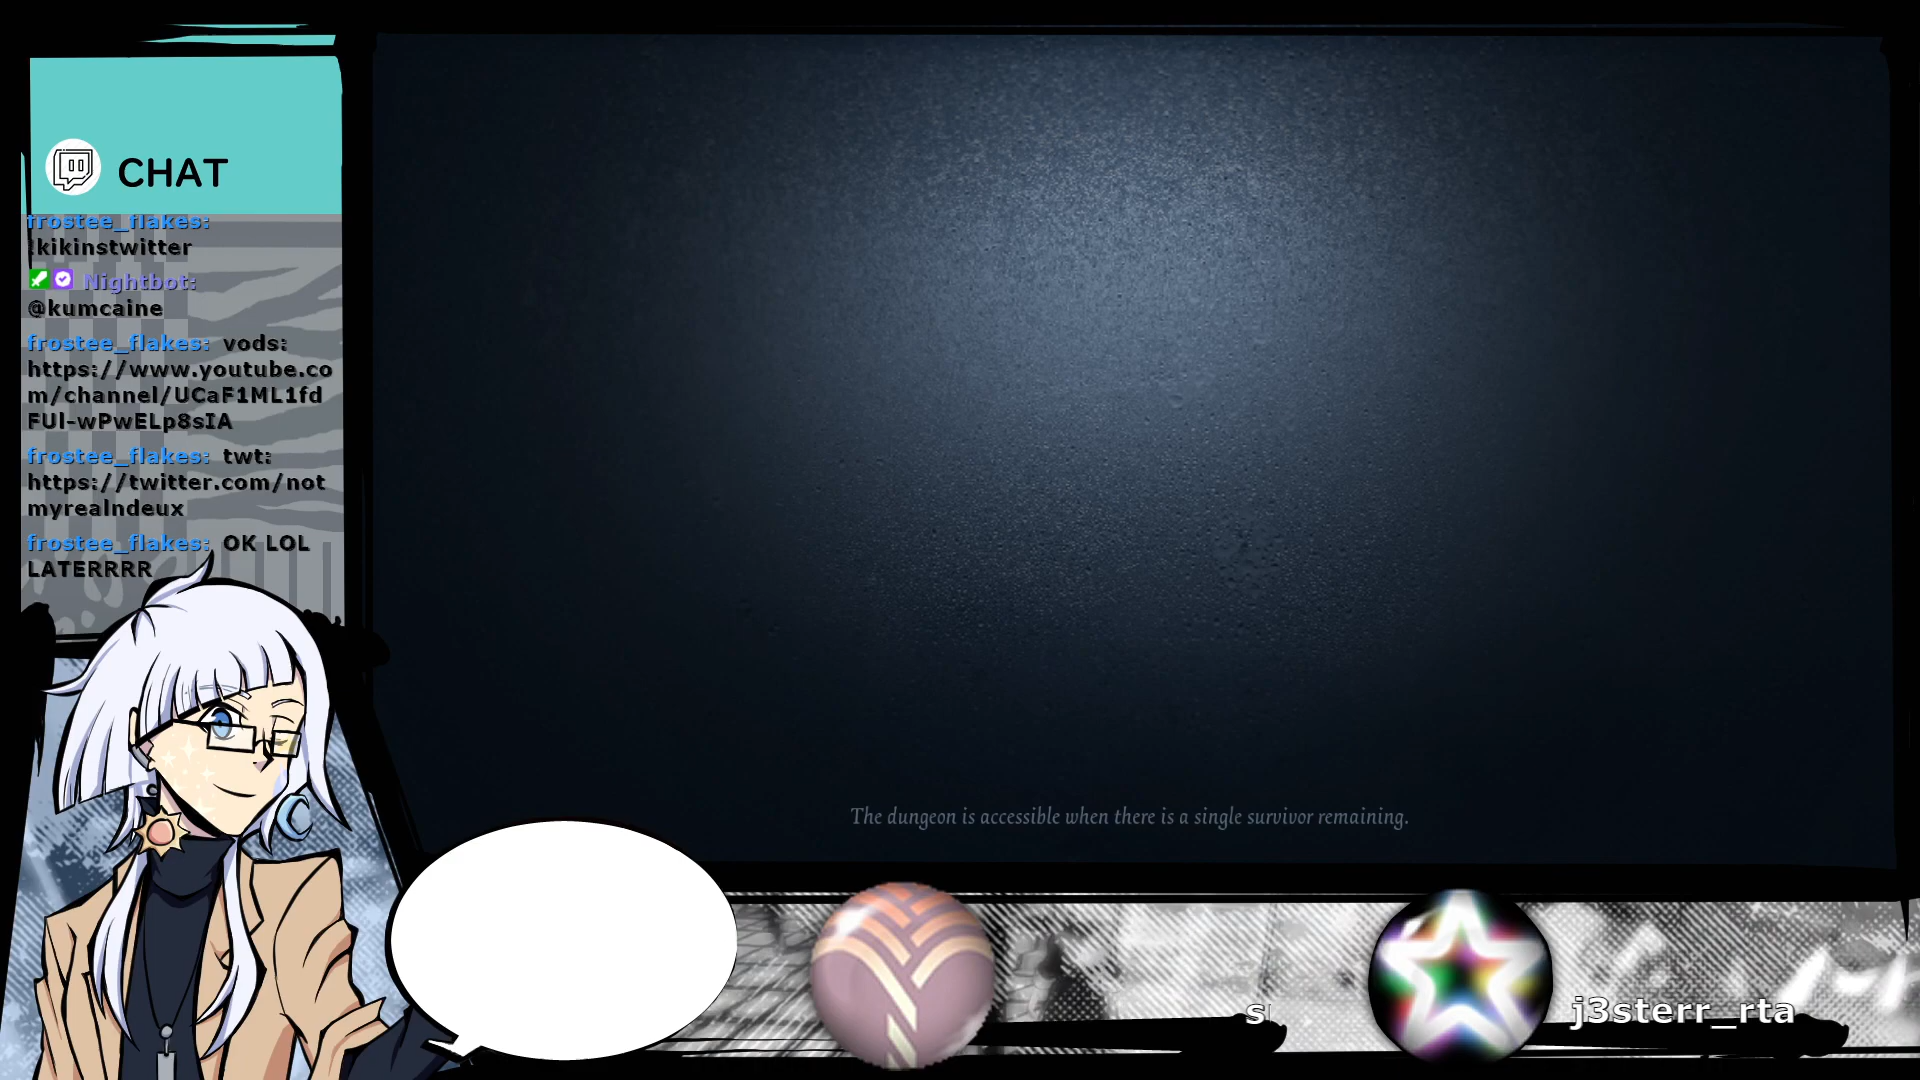 CHAT
frostee_flakes:
!kikinstwitter
Nightbot:
@kumcaine
frostee_flakes: vods:
https://www.youtube.co
m/channel/UCaF1ML1fd
FUl-wPwELp8sIA
frostee_flakes: twt:
https://twitter.com/not
myrealndeux
frostee_flakes: OK LOL
LATERRRR
The dungeon is accessible when there is a single survivor remaining.
s
j3sterr_rta